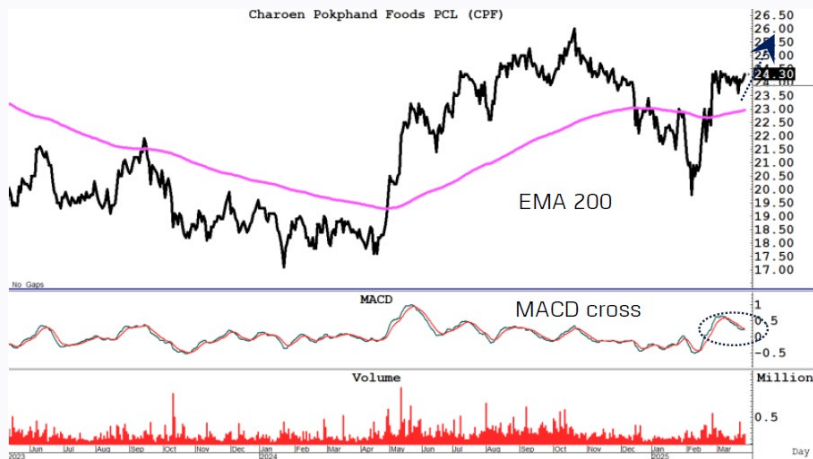 Charoen Pokphand Foods PCL (CPF)
26.50
26.00
25.50
24.30
24.00
23.50
23.00
22.50
22.00
21.50
21.00
20.50
20.00
19.50
19.00
18.50
18.00
17.50
17.00
EMA 200
No Gaps
MACD
MACD cross
1
0.5
0
-0.5
Volume
Million
0.5
Jun Jul Aug Sep Oct Nov Dec Feb Mar Apr May Jun Jul Aug Sep Oct Nov Dec Feb Mar
2023 2024 2025
Day